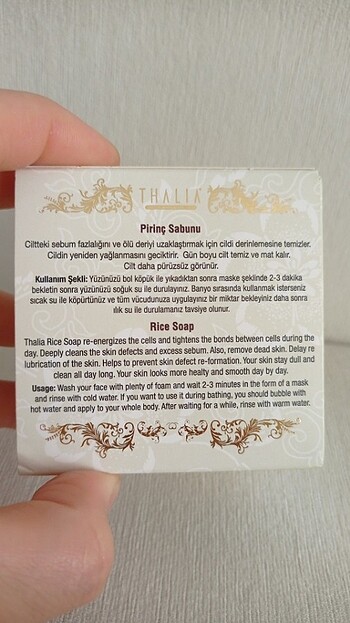 THALIA
Pirinç Sabunu
Ciltteki sebum fazlalığını ve ölü deriyi uzaklaştırmak için cildi derinlemesine temizler.
Cildin yeniden yağlanmasını geciktirir. Gün boyu cilt temiz ve mat kalır.
Cilt daha pürüzsüz görünür.
Kullanım Şekli: Yüzünüzü bol köpük ile yıkadıktan sonra maske şeklinde 2-3 dakika
bekletin sonra yüzünüzü soğuk su ile durulayınız. Banyo sırasında kullanmak isterseniz
sıcak su ile köpürtünüz ve tüm vücudunuza uygulayınız bir miktar bekleyiniz daha sonra
ılık su ile durulamanız tavsiye olunur.
Rice Soap
Thalia Rice Soap re-energizes the cells and tightens the bonds between cells during the
day. Deeply cleans the skin defects and excess sebum. Also, remove dead skin. Delay re
lubrication of the skin. Helps to prevent skin defect re-formation. Your skin stay dull and
clean all day long. Your skin looks more healty and smooth day by day.
Usage: Wash your face with plenty of foam and wait 2-3 minutes in the form of a mask
and rinse with cold water. If you want to use it during bathing, you should bubble with
hot water and apply to your whole body. After waiting for a while, rinse with warm water.